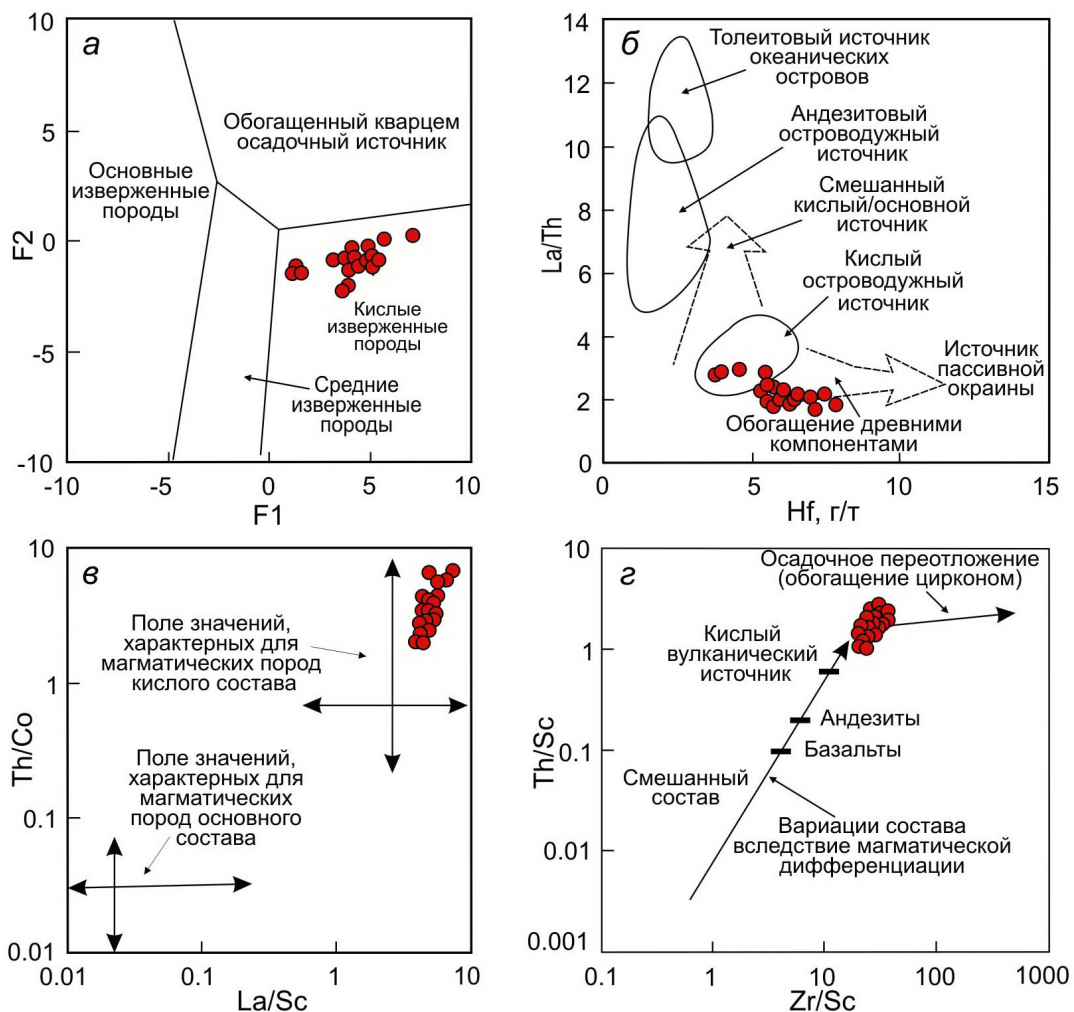 а
10
5
0
-5
-10
F2
Обогащенный кварцем
осадочный источник
Основные
изверженные
породы
Кислые
изверженные
породы
Средние
изверженные
породы
-10
-5
0
5
10
F1
б
14
12
10
8
6
4
2
0
La/Th
Толеитовый источник
океанических
островов
Андезитовый
островодужный
источник
Смешанный
кислый/основной
источник
Кислый
островодужный
источник
Источник
пассивной
окраины
Обогащение древними
компонентами
0
5
10
15
Hf, г/т
в
10
1
0.1
0.01
Th/Co
Поле значений,
характерных для
магматических пород
кислого состава
Поле значений,
характерных для
магматических
пород основного
состава
0.01
0.1
1
10
La/Sc
г
10
1
0.1
0.01
0.001
Th/Sc
Осадочное переотложение
(обогащение цирконом)
Кислый
вулканический
источник
Андезиты
Базальты
Смешанный
состав
Вариации состава
вследствие магматической
дифференциации
0.1
1
10
100
1000
Zr/Sc